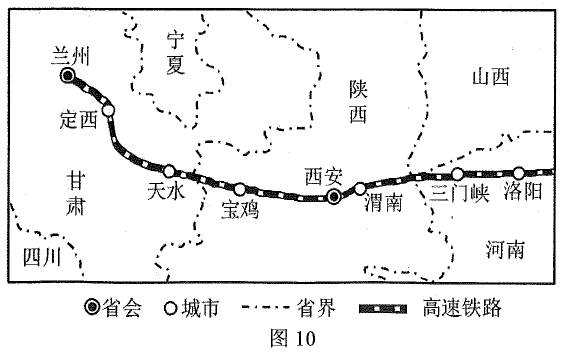 宁夏
兰州
山西
陕西
定西
甘肃
天水
宝鸡
西安
渭南
三门峡
洛阳
四川
河南
省会 城市 省界 高速铁路
图 10